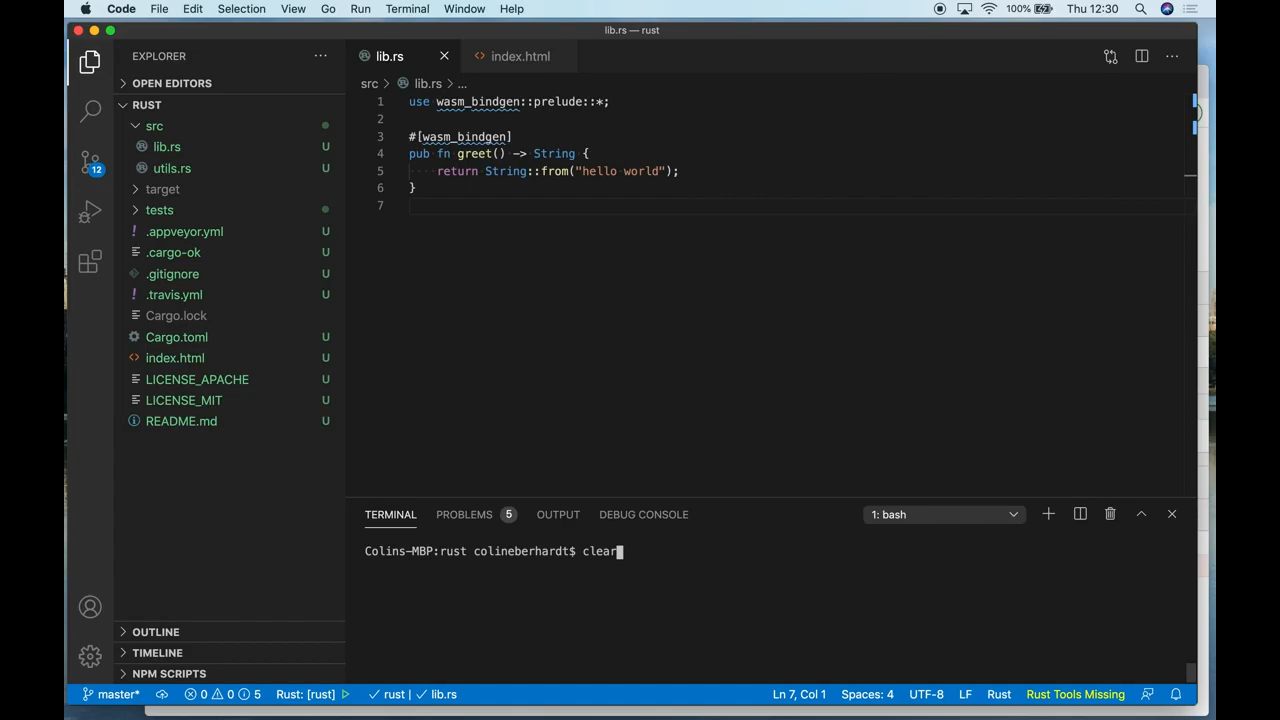 Code File Edit Selection View Go Run Terminal Window Help 100% Thu 12:30
lib.rs — rust
EXPLORER
OPEN EDITORS
RUST
src
lib.rs U
utils.rs U
target
tests
.appveyor.yml U
.cargo-ok U
.gitignore U
.travis.yml U
Cargo.lock
Cargo.toml U
index.html U
LICENSE_APACHE U
LICENSE_MIT U
README.md U
OUTLINE
TIMELINE
NPM SCRIPTS
12
lib.rs index.html
src > lib.rs > ...
1 use wasm_bindgen::prelude::*;
2
3 #[wasm_bindgen]
4 pub fn greet() -> String {
5 return String::from("hello world");
6 }
7
TERMINAL PROBLEMS 5 OUTPUT DEBUG CONSOLE 1: bash
Colins-MBP:rust colineberhardt$ clear
master* 0 0 5 Rust: [rust] rust | lib.rs Ln 7, Col 1 Spaces: 4 UTF-8 LF Rust Rust Tools Missing